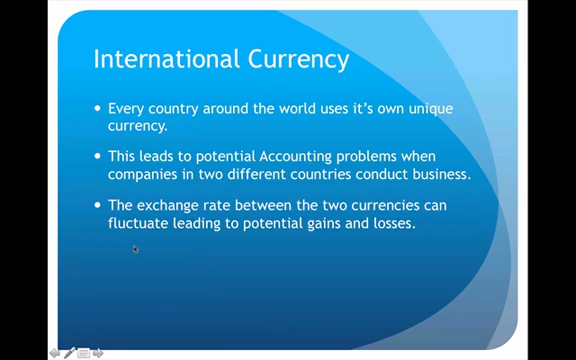 International Currency
• Every country around the world uses it's own unique
currency.
• This leads to potential Accounting problems when
companies in two different countries conduct business.
• The exchange rate between the two currencies can
fluctuate leading to potential gains and losses.